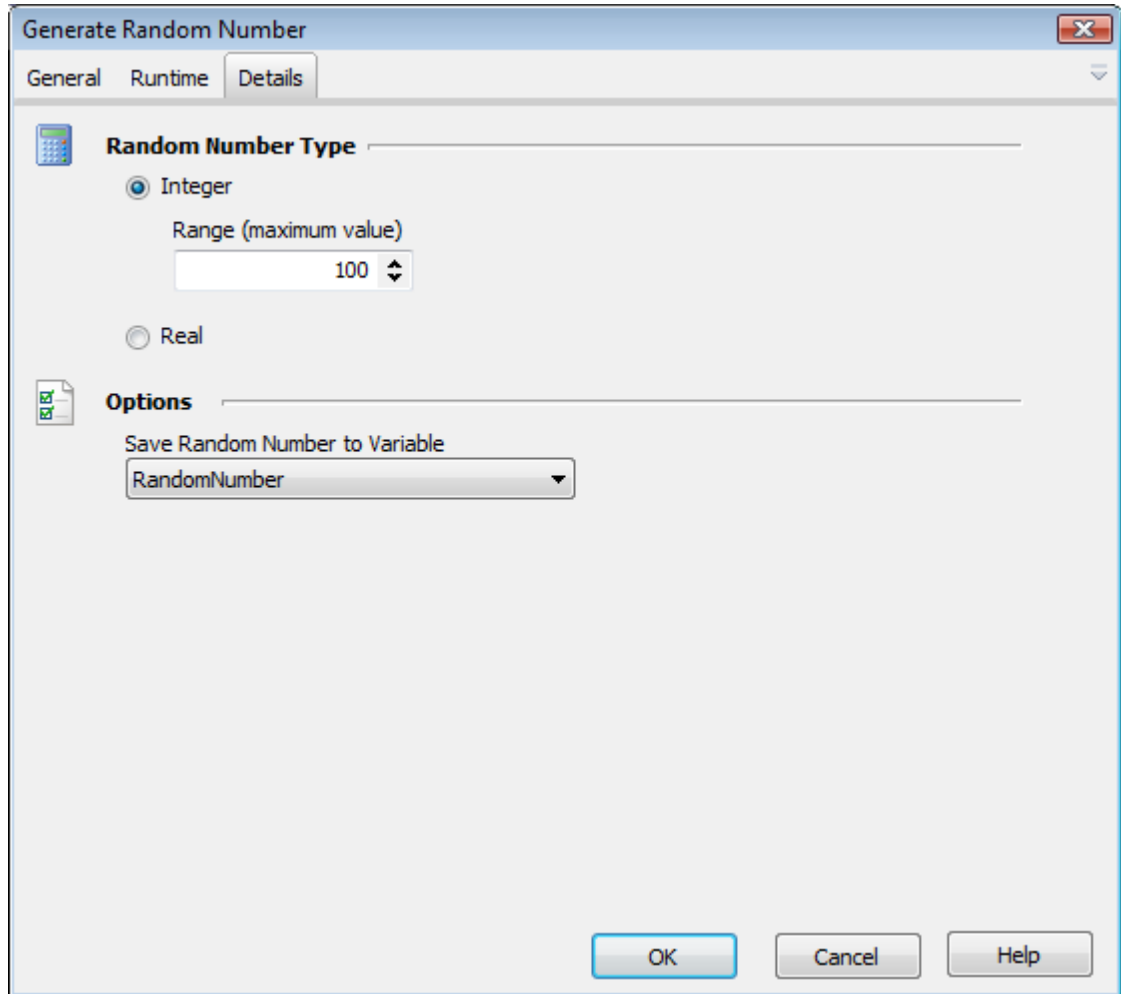 Generate Random Number
General Runtime Details
Random Number Type
Integer
Range (maximum value)
100
Real
Options
Save Random Number to Variable
RandomNumber
OK Cancel Help